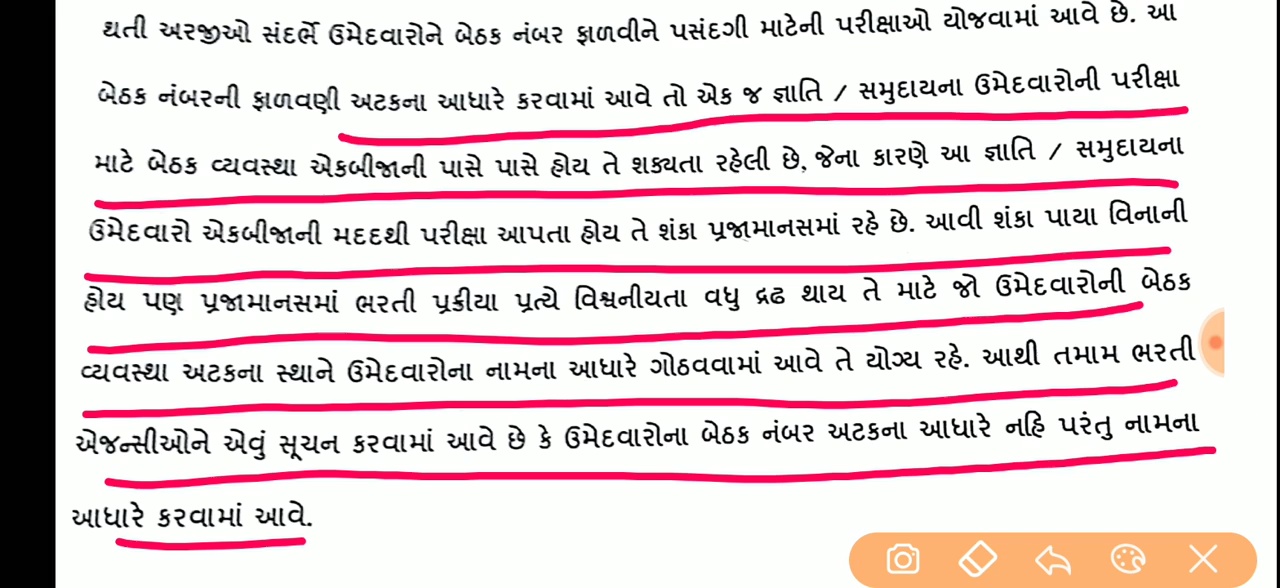 થતી અરજીઓ સંદર્ભે ઉમેદવારોને બેઠક નંબર ફાળવીને પસંદગી માટેની પરીક્ષાઓ યોજવામાં આવે છે. આ
બેઠક નંબરની ફાળવણી અટકના આધારે કરવામાં આવે તો એક જ જ્ઞાતિ / સમુદાયના ઉમેદવારોની પરીક્ષા
માટે બેઠક વ્યવસ્થા એકબીજાની પાસે પાસે હોય તે શક્યતા રહેલી છે, જેના કારણે આ જ્ઞાતિ / સમુદાયના
ઉમેદવારો એકબીજાની મદદથી પરીક્ષા આપતા હોય તે શંકા પ્રજામાનસમાં રહે છે. આવી શંકા પાયા વિનાની
હોય પણ પ્રજામાનસમાં ભરતી પ્રકીયા પ્રત્યે વિશ્વનીયતા વધુ દ્રઢ થાય તે માટે જો ઉમેદવારોની બેઠક
વ્યવસ્થા અટકના સ્થાને ઉમેદવારોના નામના આધારે ગોઠવવામાં આવે તે યોગ્ય રહે. આથી તમામ ભરતી
એજન્સીઓને એવું સૂચન કરવામાં આવે છે કે ઉમેદવારોના બેઠક નંબર અટકના આધારે નહિ પરંતુ નામના
આધારે કરવામાં આવે.